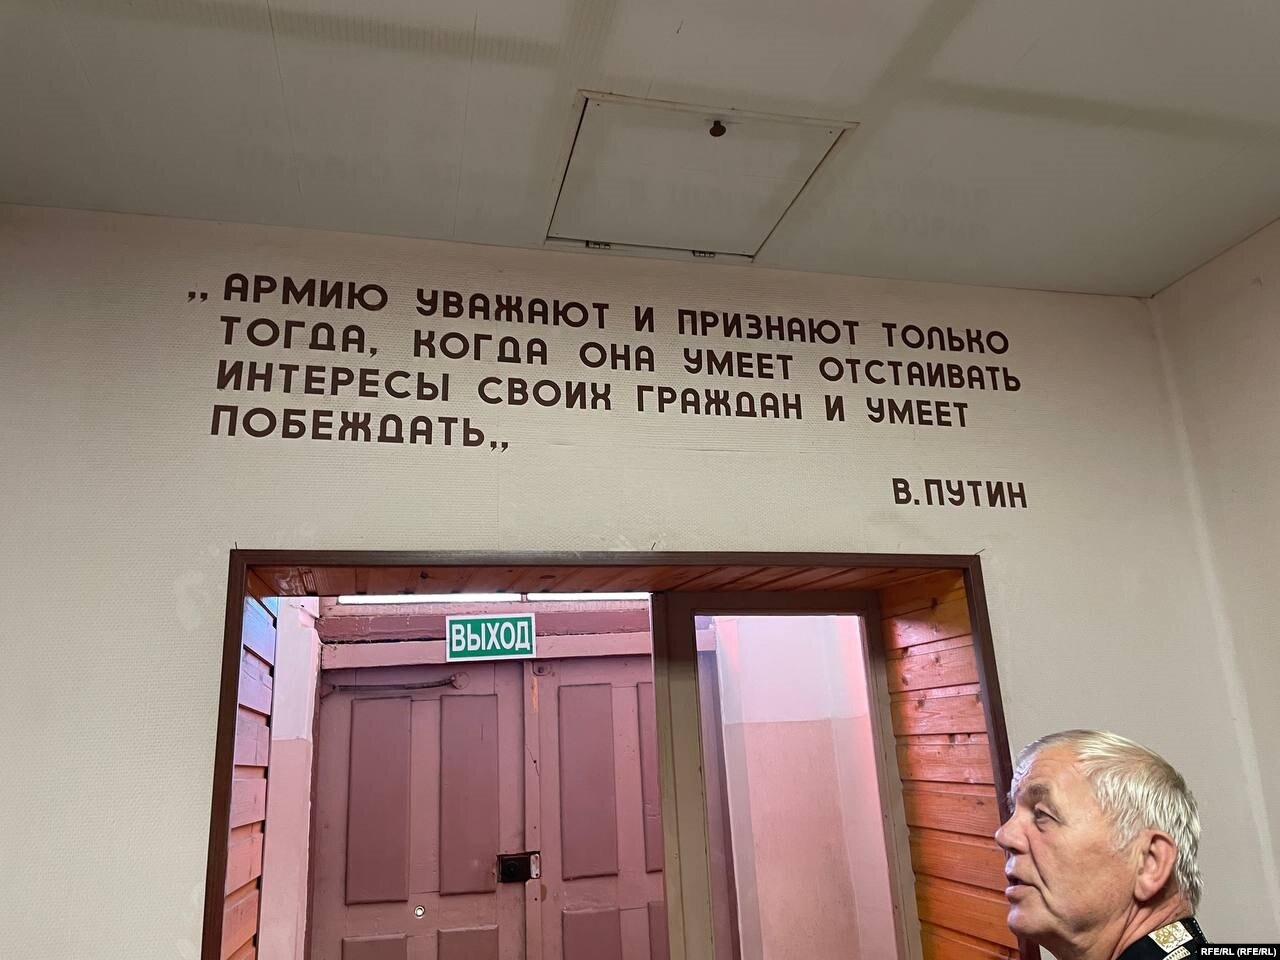 „АРМИЮ УВАЖАЮТ И ПРИЗНАЮТ ТОЛЬКО
ТОГДА, КОГДА ОНА УМЕЕТ ОТСТАИВАТЬ
ИНТЕРЕСЫ СВОИХ ГРАЖДАН И УМЕЕТ
ПОБЕЖДАТЬ„
В.ПУТИН
ВЫХОД
RFE/RL (RFE/RL)